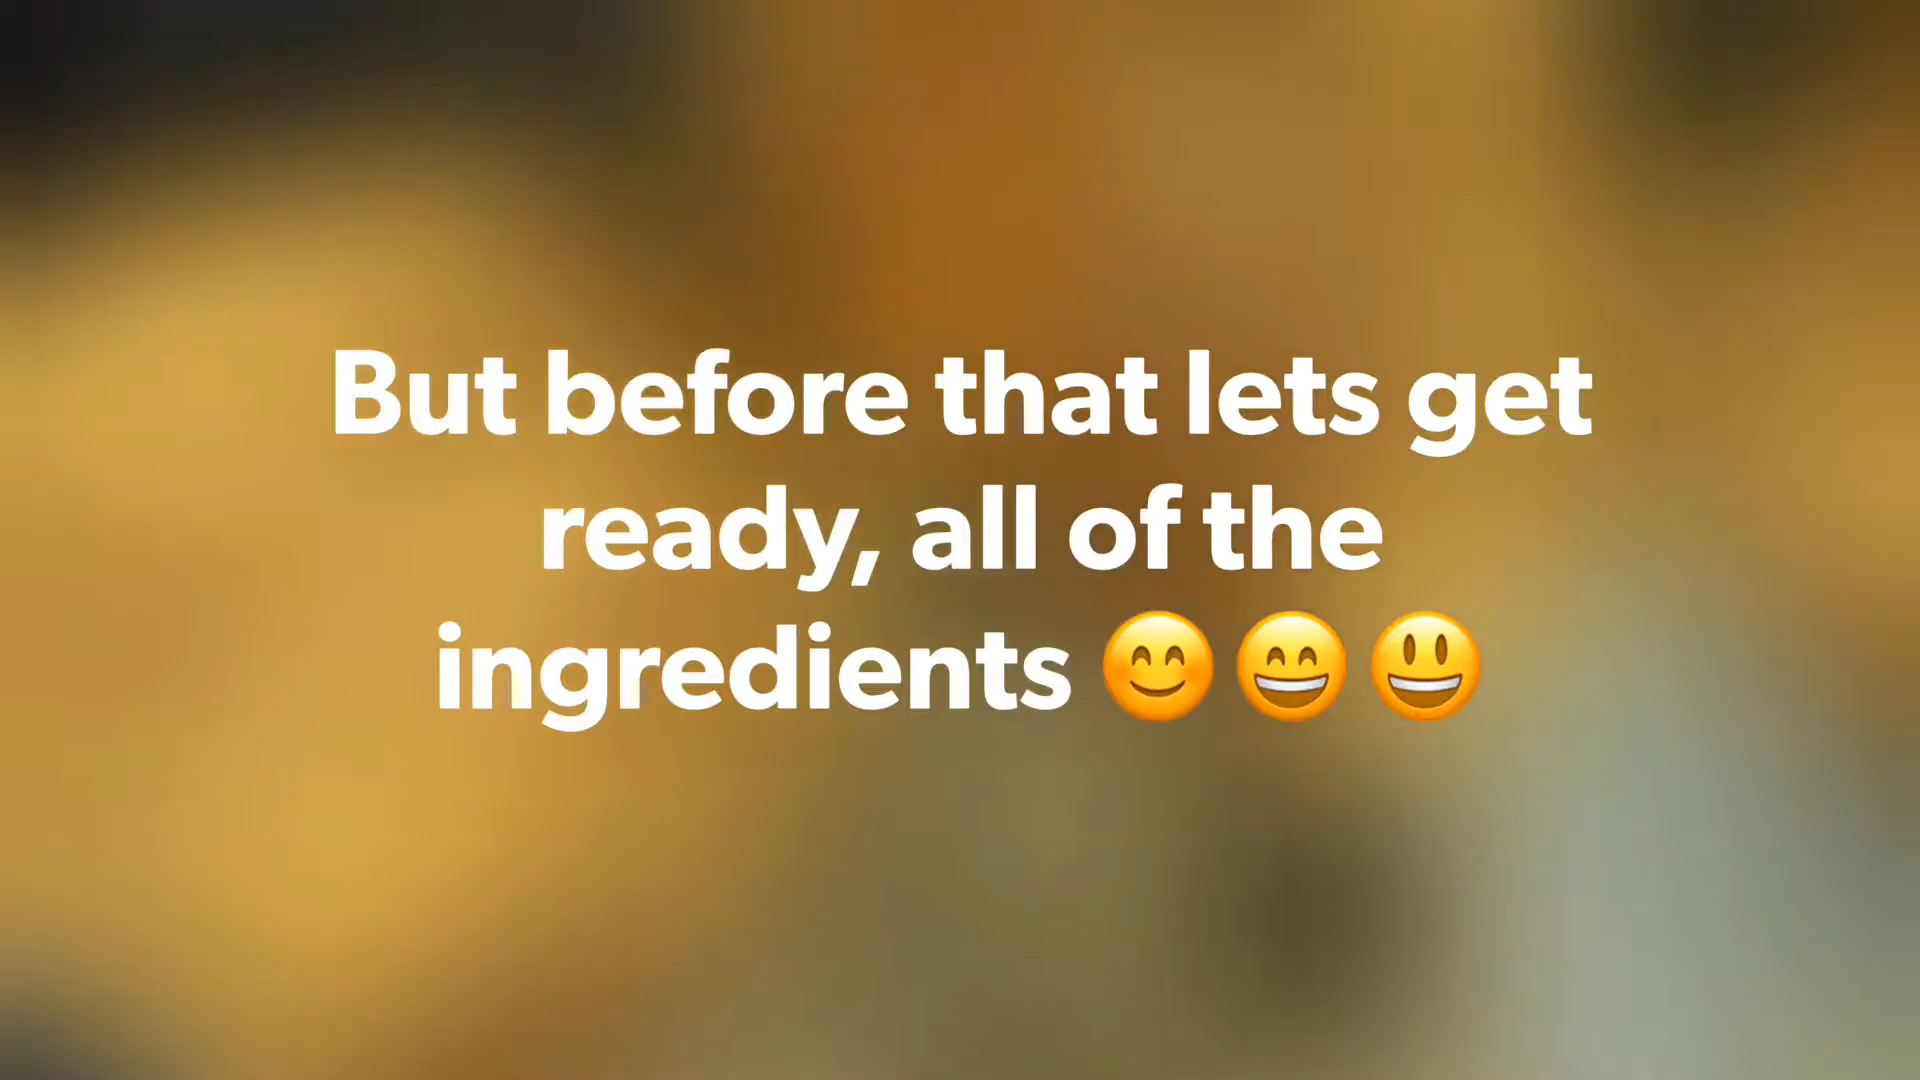 But before that lets get
ready, all of the
ingredients 😊 😄 😃